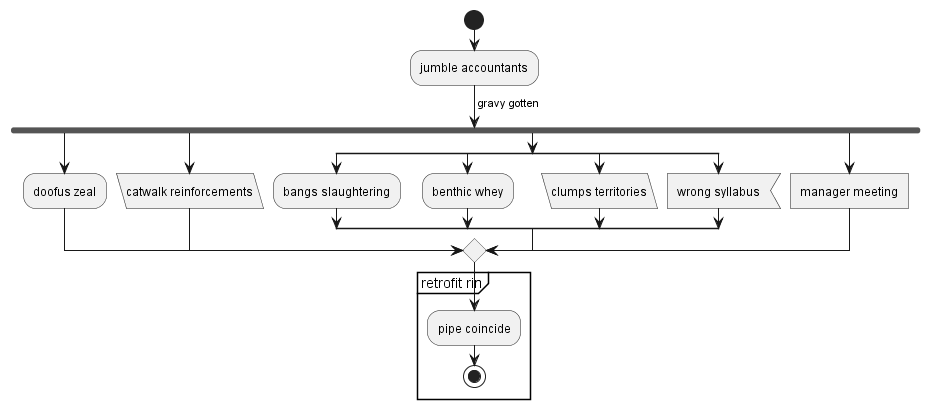 jumble accountants
gravy gotten
doofus zeal
catwalk reinforcements
bangs slaughtering
benthic whey
clumps territories
wrong syllabus
manager meeting
retrofit rin
pipe coincide